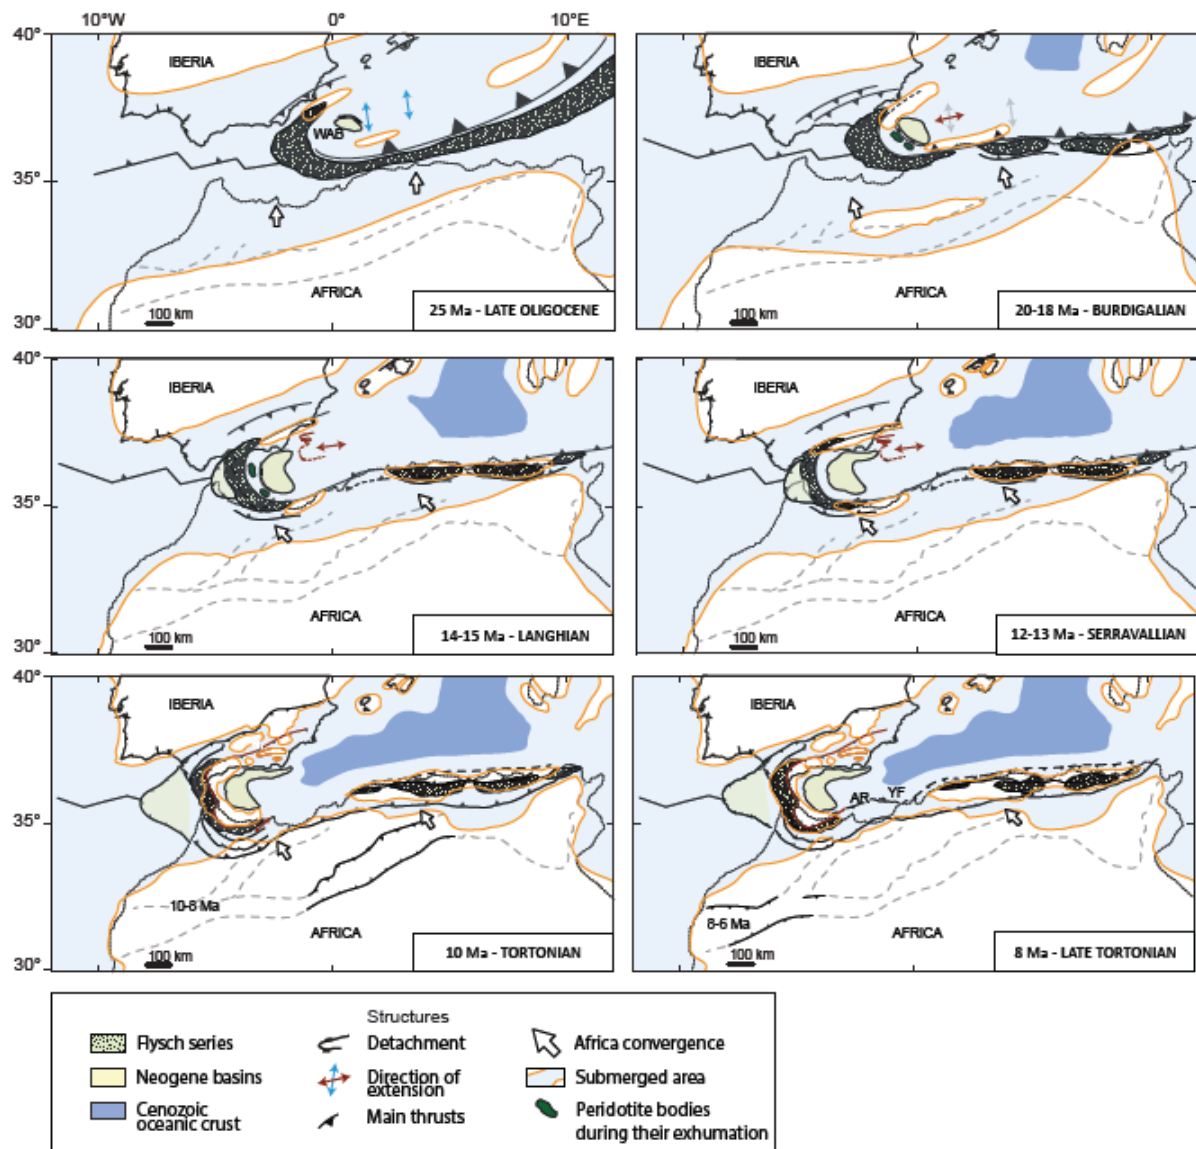 10°W 0° 10°E
40°
IBERIA
WAB
35°
AFRICA
30°
100 km
25 Ma - LATE OLIGOCENE
IBERIA
AFRICA
100 km
20-18 Ma - BURDIGALIAN
40°
IBERIA
35°
AFRICA
30°
100 km
14-15 Ma - LANGHIAN
IBERIA
AFRICA
100 km
12-13 Ma - SERRAVALLIAN
40°
IBERIA
35°
10-8 Ma
AFRICA
30°
100 km
10 Ma - TORTONIAN
IBERIA
AR YF
8-6 Ma
AFRICA
100 km
8 Ma - LATE TORTONIAN
Structures
Flysch series
Neogene basins
Cenozoic
oceanic crust
Detachment
Direction of
extension
Main thrusts
Africa convergence
Submerged area
Peridotite bodies
during their exhumation